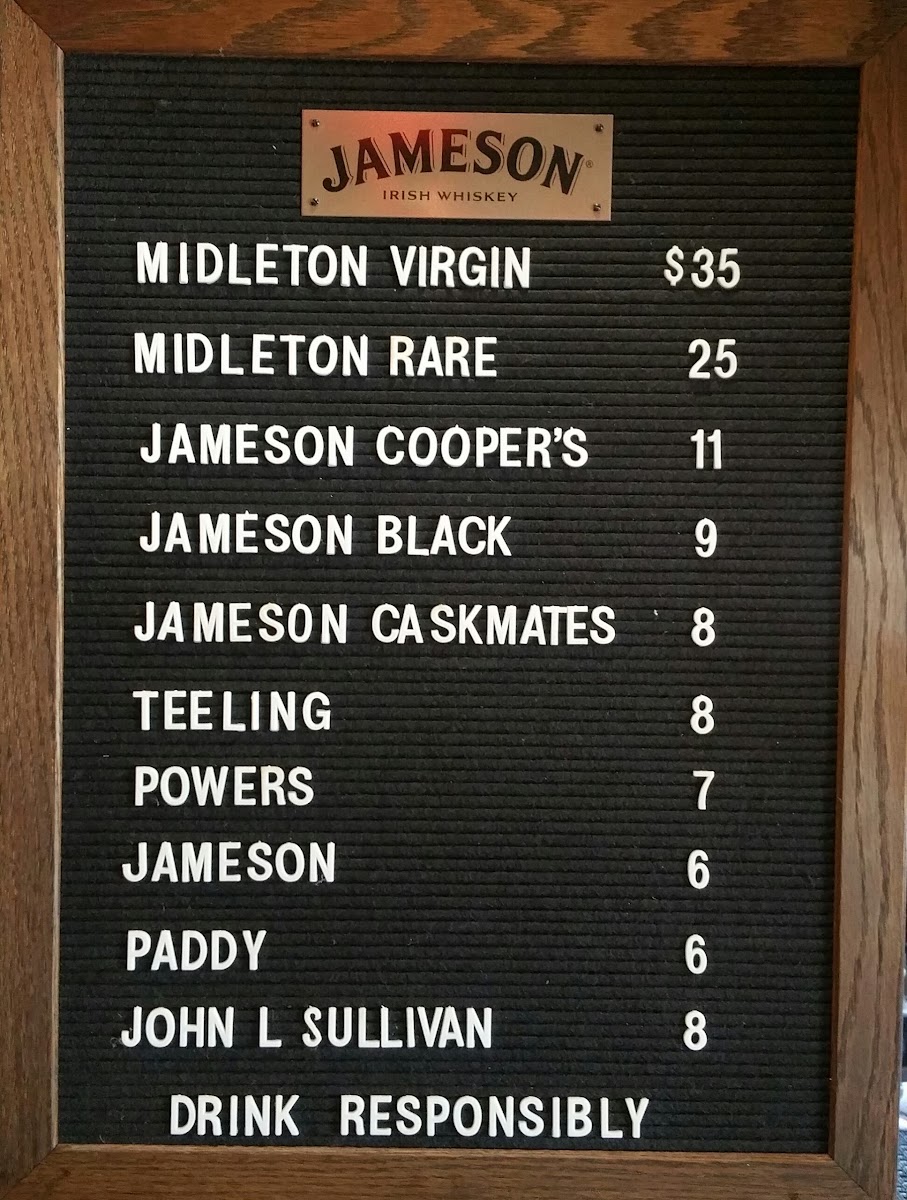 JAMESON®
IRISH WHISKEY
MIDLETON VIRGIN $35
MIDLETON RARE 25
JAMESON COOPER'S 11
JAMESON BLACK 9
JAMESON CASKMATES 8
TEELING 8
POWERS 7
JAMESON 6
PADDY 6
JOHN L SULLIVAN 8
DRINK RESPONSIBLY